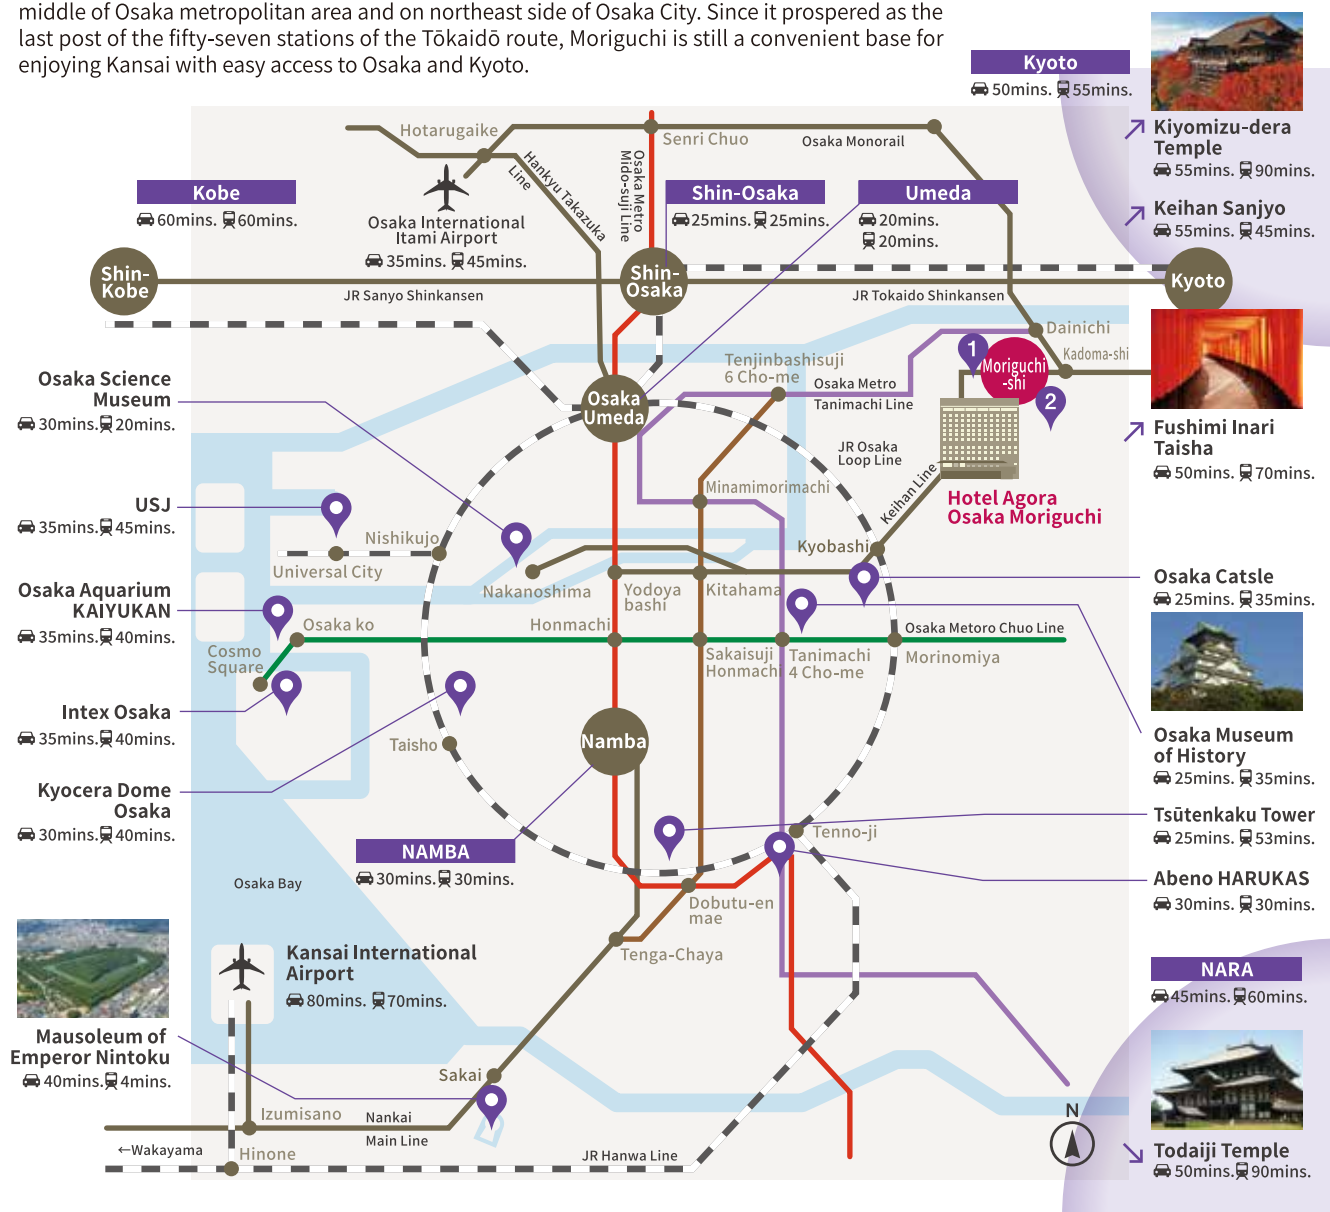 middle of Osaka metropolitan area and on northeast side of Osaka City. Since it prospered as the
last post of the fifty-seven stations of the Tōkaidō route, Moriguchi is still a convenient base for
enjoying Kansai with easy access to Osaka and Kyoto.
Kyoto
50mins. 55mins.
Kiyomizu-dera
Temple
55mins. 90mins.
Keihan Sanjyo
55mins. 45mins.
Hotarugaike
Senri Chuo
Osaka Monorail
Hankyu Takazuka
Line
Osaka Metro
Mido-suji Line
Kobe
60mins. 60mins.
Osaka International
Itami Airport
35mins. 45mins.
Shin-Osaka
25mins. 25mins.
Umeda
20mins.
20mins.
Shin-
Kobe
Shin-
Osaka
Kyoto
JR Sanyo Shinkansen
JR Tokaido Shinkansen
Dainichi
Kadoma-shi
1
Moriguchi
-shi
2
Tenjinbashisuji
6 Cho-me
Osaka Metro
Tanimachi Line
Osaka Science
Museum
30mins. 20mins.
Osaka
Umeda
JR Osaka
Loop Line
Keihan Line
Hotel Agora
Osaka Moriguchi
Fushimi Inari
Taisha
50mins. 70mins.
Minamimorimachi
USJ
35mins. 45mins.
Nishikujo
Universal City
Kyobashi
Nakanoshima
Yodoya
bashi
Kitahama
Osaka Catsle
25mins. 35mins.
Osaka Aquarium
KAIYUKAN
35mins. 40mins.
Osaka ko
Cosmo
Square
Honmachi
Sakaisuji
Honmachi
Tanimachi
4 Cho-me
Osaka Metoro Chuo Line
Morinomiya
Intex Osaka
35mins. 40mins.
Taisho
Namba
Osaka Museum
of History
25mins. 35mins.
Kyocera Dome
Osaka
30mins. 40mins.
NAMBA
30mins. 30mins.
Tenno-ji
Tsūtenkaku Tower
25mins. 53mins.
Abeno HARUKAS
30mins. 30mins.
Osaka Bay
Dobutu-en
mae
Tenga-Chaya
Kansai International
Airport
80mins. 70mins.
NARA
45mins. 60mins.
Mausoleum of
Emperor Nintoku
40mins. 4mins.
Sakai
Izumisano
Nankai
Main Line
←Wakayama
Hinone
JR Hanwa Line
N
Todaiji Temple
50mins. 90mins.